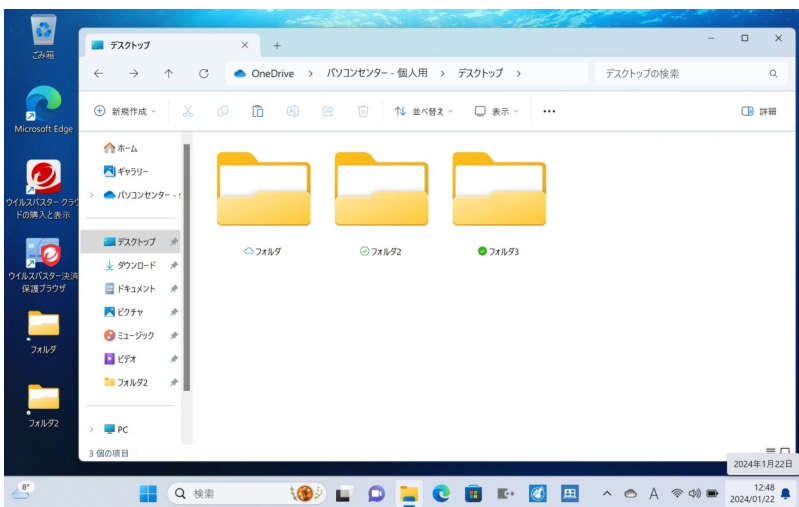 ごみ箱
Microsoft Edge
ウイルスバスター クラウ
ドの購入と表示
ウイルスバスター決済
保護ブラウザ
フォルダ
フォルダ2
デスクトップ
OneDrive > パソコンセンター - 個人用 > デスクトップ >
デスクトップの検索
新規作成
並べ替え
表示
詳細
ホーム
ギャラリー
パソコンセンター -
デスクトップ
ダウンロード
ドキュメント
ピクチャ
ミュージック
ビデオ
フォルダ2
PC
フォルダ
フォルダ2
フォルダ3
3 個の項目
2024年1月22日
8°
検索
A
12:48
2024/01/22